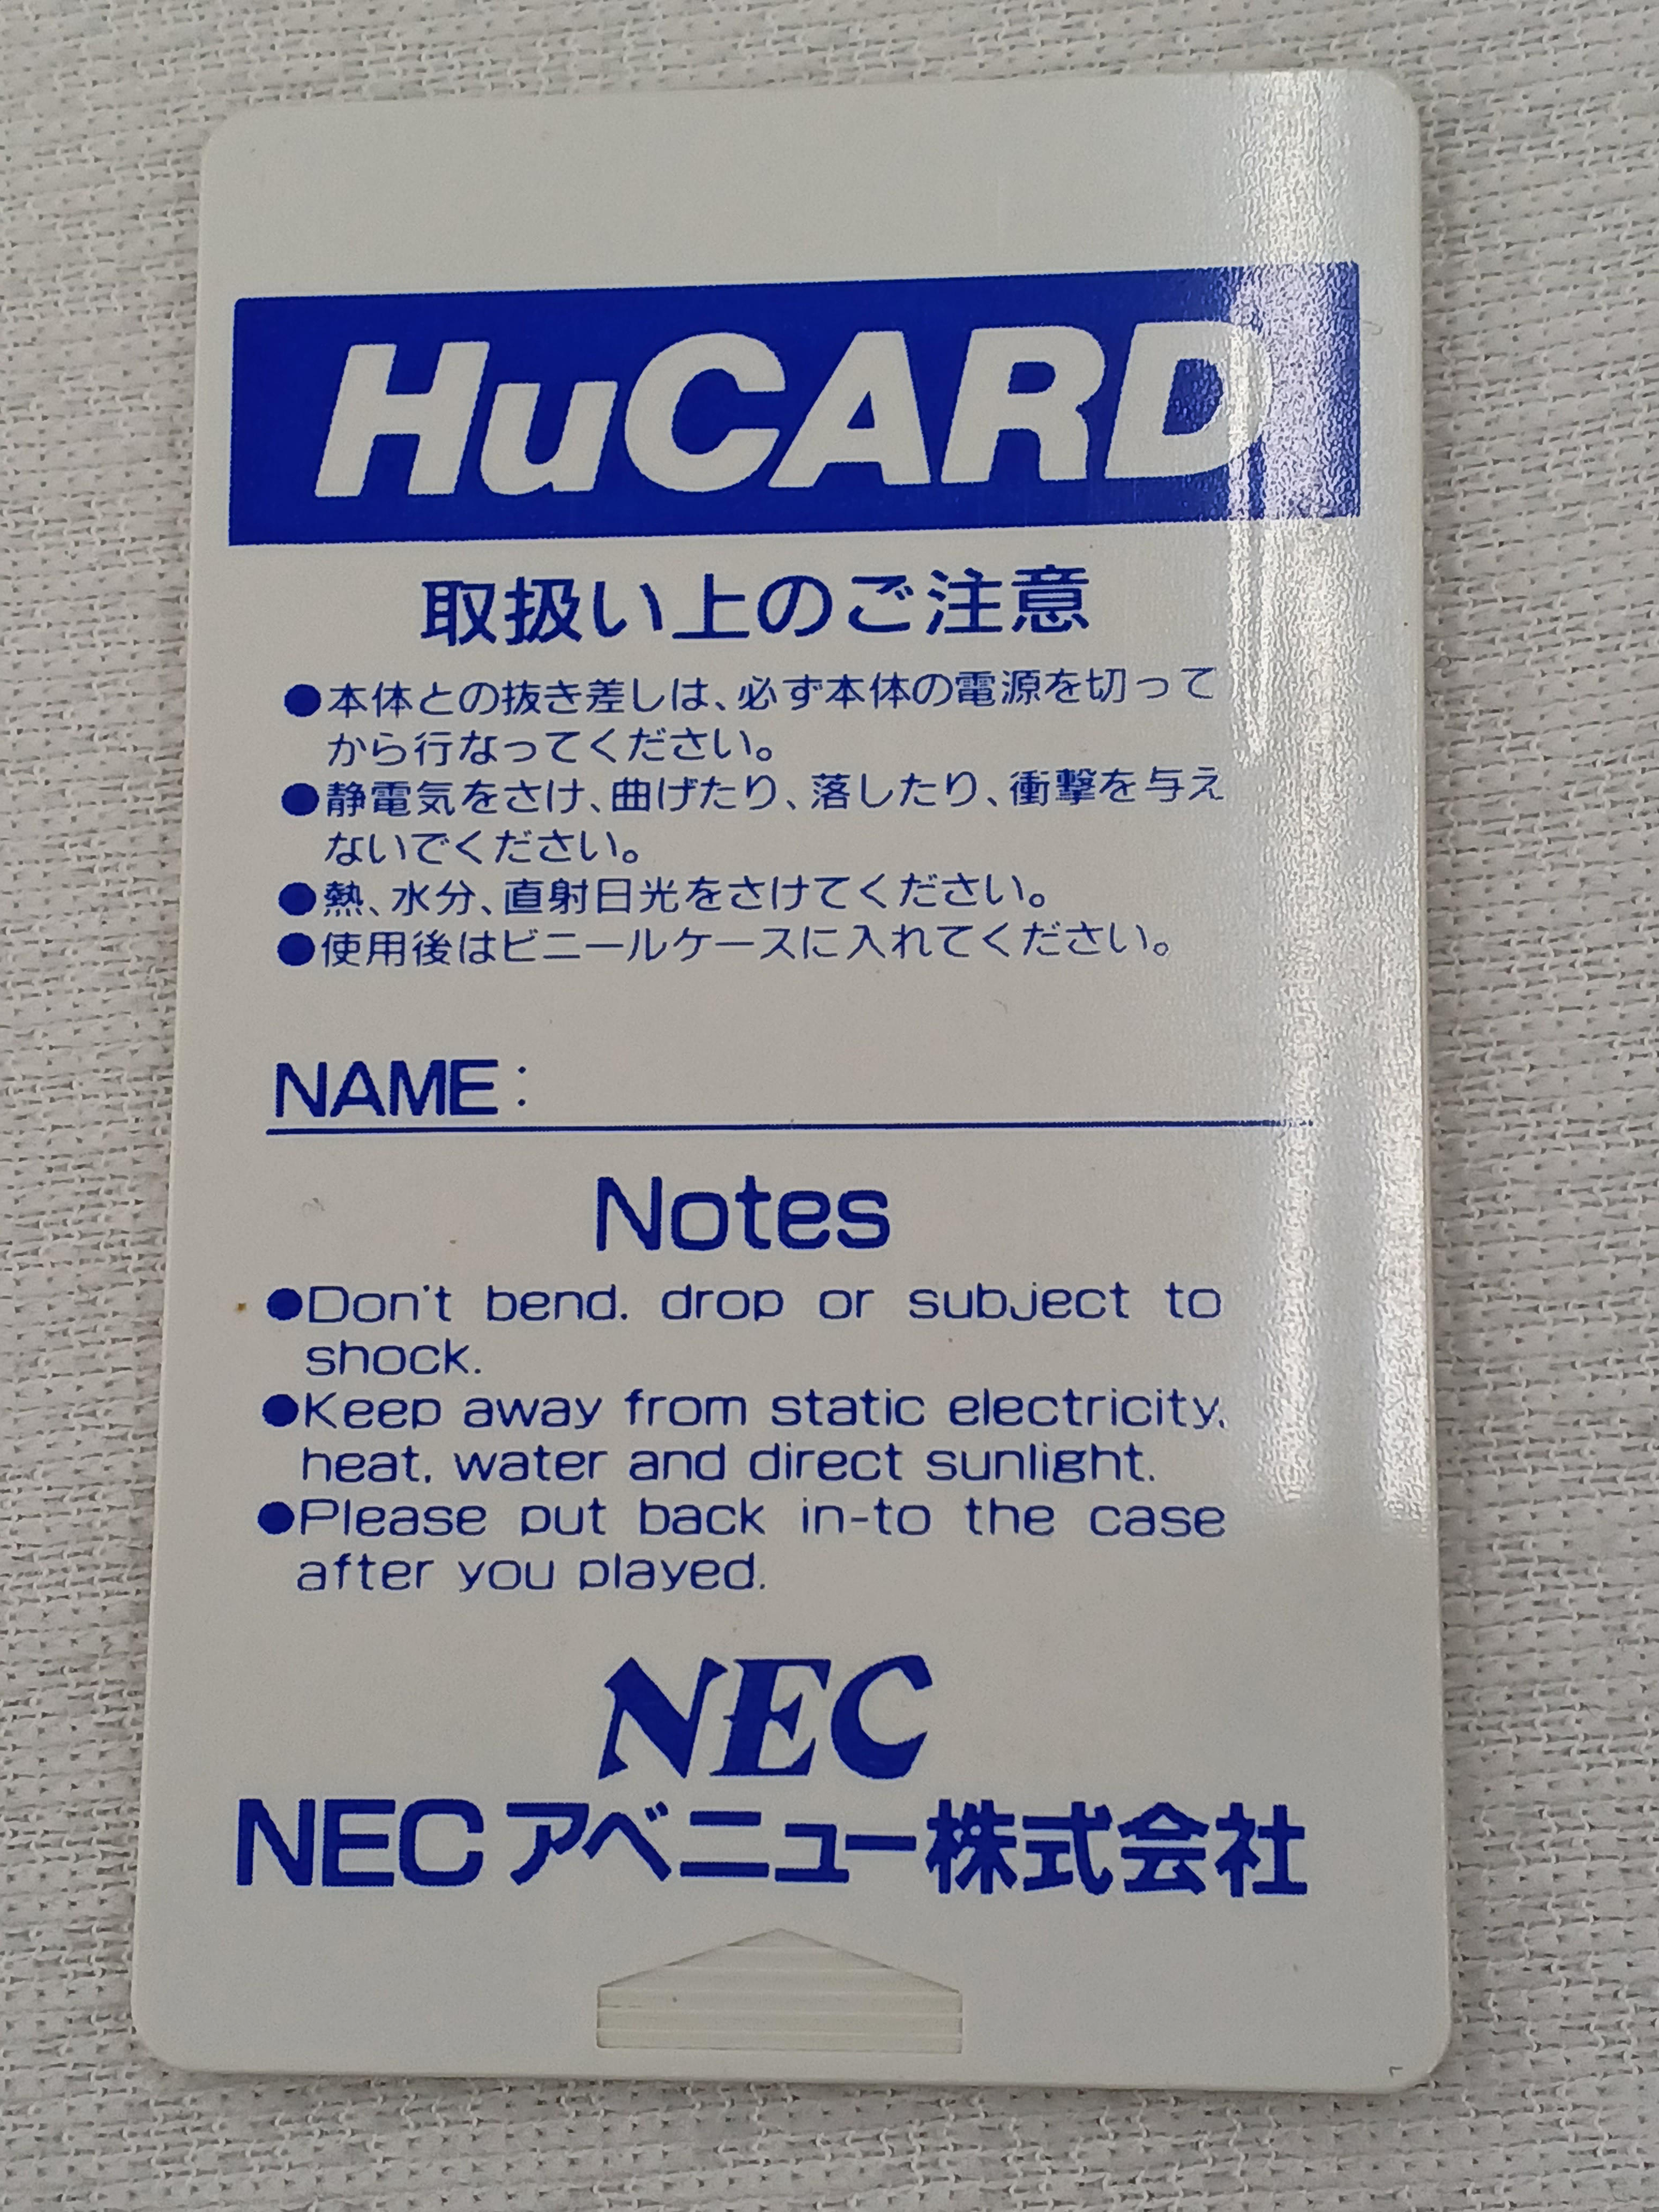 HuCARD
取扱い上のご注意
●本体との抜き差しは、必ず本体の電源を切って
から行なってください。
●静電気をさけ、曲げたり、落したり、衝撃を与え
ないでください。
●熱、水分、直射日光をさけてください。
●使用後はビニールケースに入れてください。
NAME:
Notes
●Don't bend. drop or subject to
shock.
●Keep away from static electricity,
heat, water and direct sunlight.
●Please put back in-to the case
after you played.
NEC
NECアベニュー株式会社